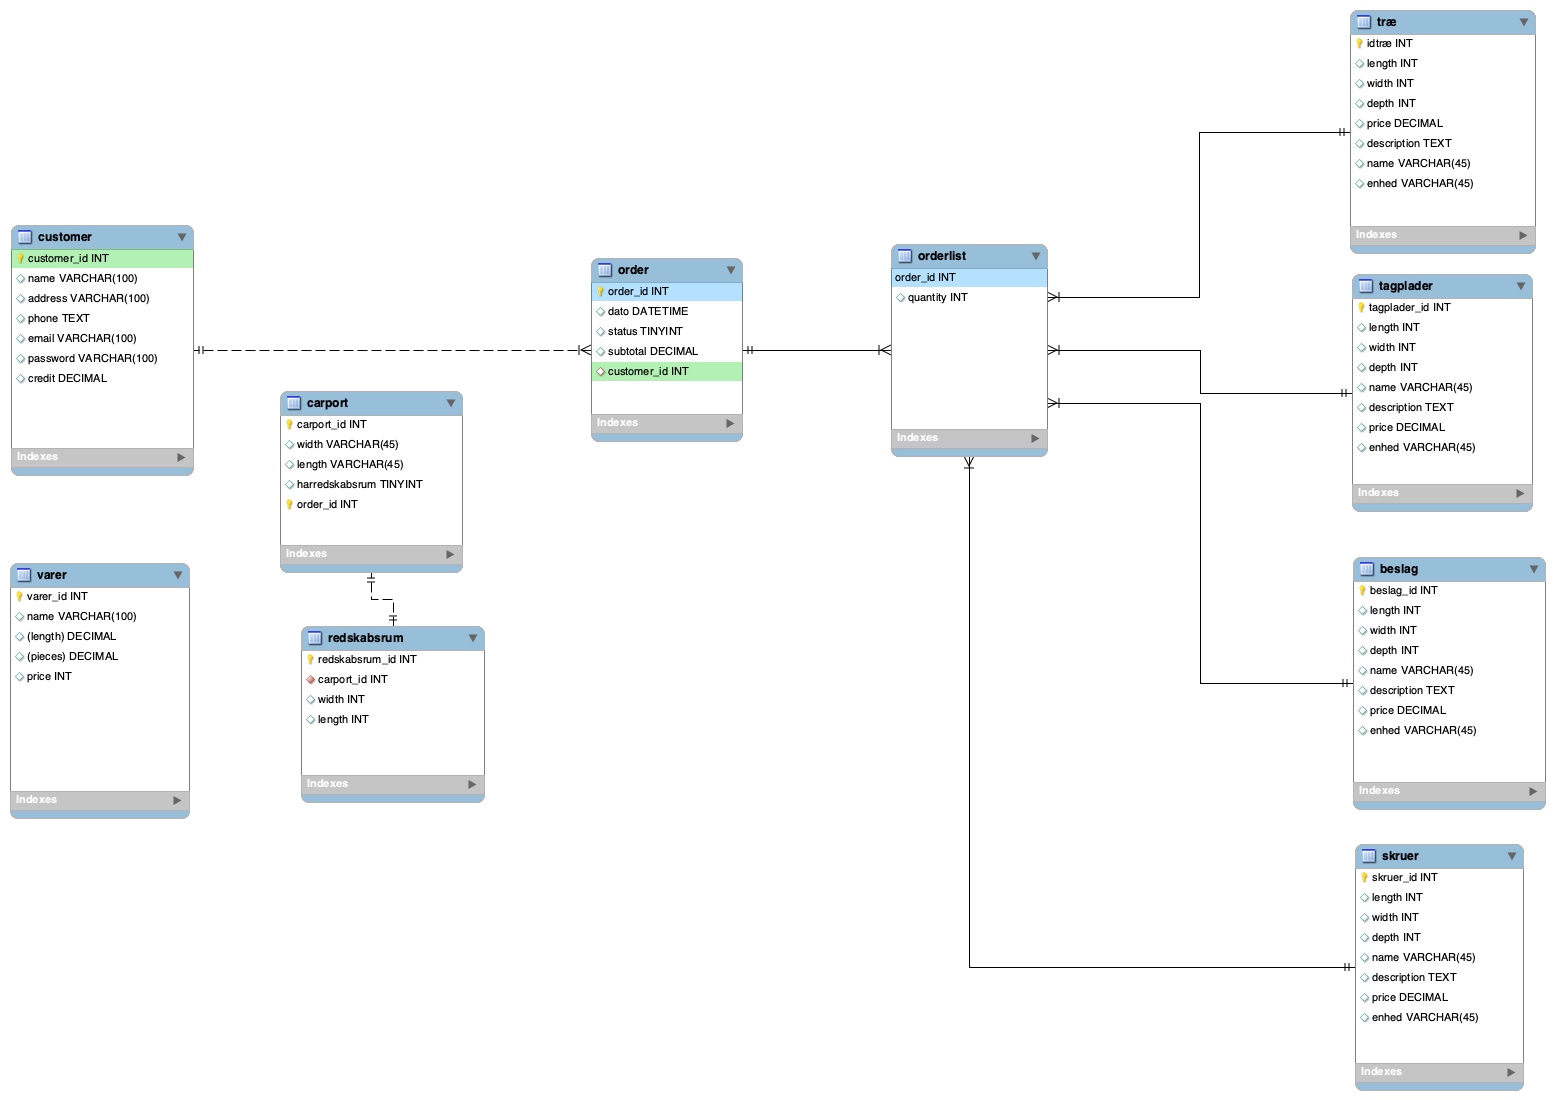 customer
customer_id INT
name VARCHAR(100)
address VARCHAR(100)
phone TEXT
email VARCHAR(100)
password VARCHAR(100)
credit DECIMAL
Indexes
varer
varer_id INT
name VARCHAR(100)
(length) DECIMAL
(pieces) DECIMAL
price INT
Indexes
carport
carport_id INT
width VARCHAR(45)
length VARCHAR(45)
harredskabsrum TINYINT
order_id INT
Indexes
redskabsrum
redskabsrum_id INT
carport_id INT
width INT
length INT
Indexes
order
order_id INT
dato DATETIME
status TINYINT
subtotal DECIMAL
customer_id INT
Indexes
orderlist
order_id INT
quantity INT
Indexes
træ
idtræ INT
length INT
width INT
depth INT
price DECIMAL
description TEXT
name VARCHAR(45)
enhed VARCHAR(45)
Indexes
tagplader
tagplader_id INT
length INT
width INT
depth INT
name VARCHAR(45)
description TEXT
price DECIMAL
enhed VARCHAR(45)
Indexes
beslag
beslag_id INT
length INT
width INT
depth INT
name VARCHAR(45)
description TEXT
price DECIMAL
enhed VARCHAR(45)
Indexes
skruer
skruer_id INT
length INT
width INT
depth INT
name VARCHAR(45)
description TEXT
price DECIMAL
enhed VARCHAR(45)
Indexes